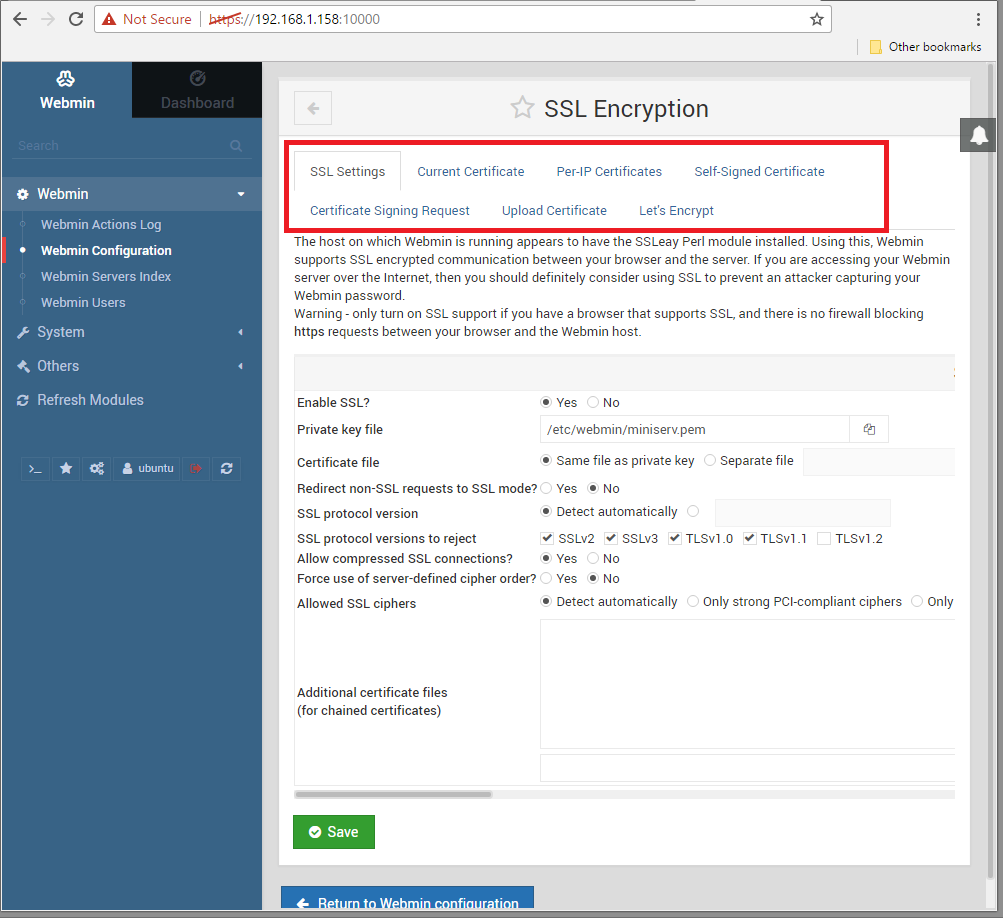 Not Secure https://192.168.1.158:10000
Other bookmarks
Webmin
Dashboard
Search
Webmin
Webmin Actions Log
Webmin Configuration
Webmin Servers Index
Webmin Users
System
Others
Refresh Modules
ubuntu
SSL Encryption
SSL Settings Current Certificate Per-IP Certificates Self-Signed Certificate
Certificate Signing Request Upload Certificate Let's Encrypt
The host on which Webmin is running appears to have the SSLeay Perl module installed. Using this, Webmin
supports SSL encrypted communication between your browser and the server. If you are accessing your Webmin
server over the Internet, then you should definitely consider using SSL to prevent an attacker capturing your
Webmin password.
Warning - only turn on SSL support if you have a browser that supports SSL, and there is no firewall blocking
https requests between your browser and the Webmin host.
Enable SSL? Yes No
Private key file /etc/webmin/miniserv.pem
Certificate file Same file as private key Separate file
Redirect non-SSL requests to SSL mode? Yes No
SSL protocol version Detect automatically
SSL protocol versions to reject SSLv2 SSLv3 TLSv1.0 TLSv1.1 TLSv1.2
Allow compressed SSL connections? Yes No
Force use of server-defined cipher order? Yes No
Allowed SSL ciphers Detect automatically Only strong PCI-compliant ciphers Only
Additional certificate files
(for chained certificates)
Save
Return to Webmin configuration